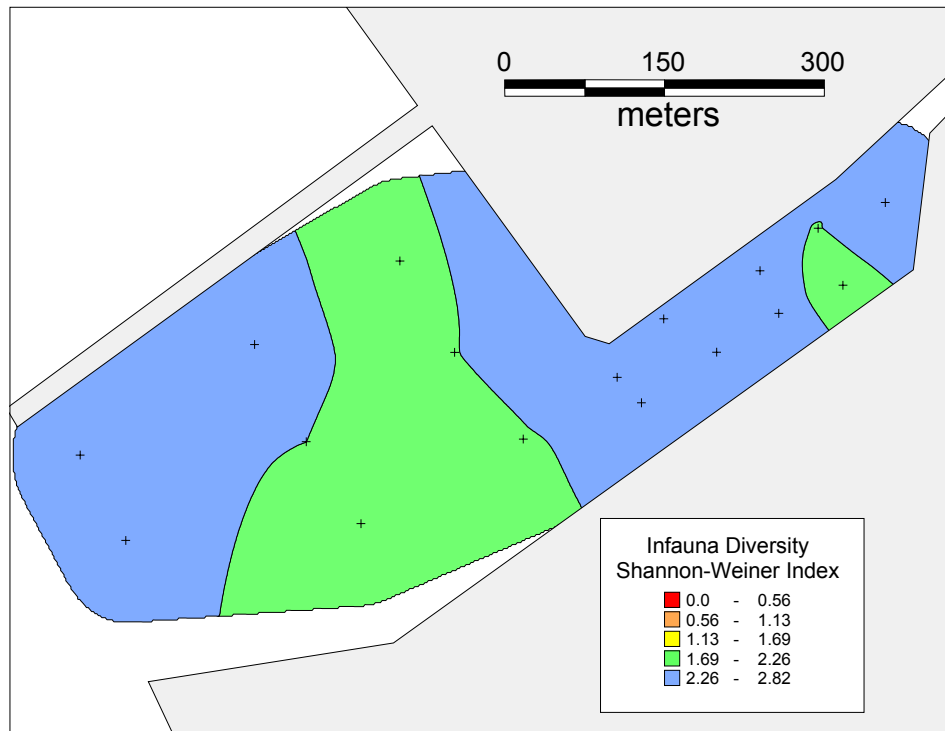 0 150 300
meters
Infauna Diversity
Shannon-Weiner Index
0.0 - 0.56
0.56 - 1.13
1.13 - 1.69
1.69 - 2.26
2.26 - 2.82